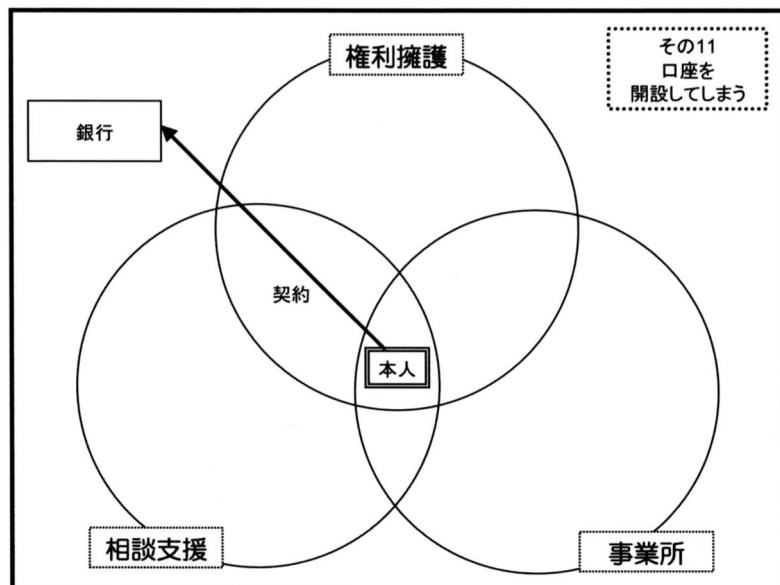 権利擁護
その11
口座を
開設してしまう
銀行
契約
本人
相談支援
事業所